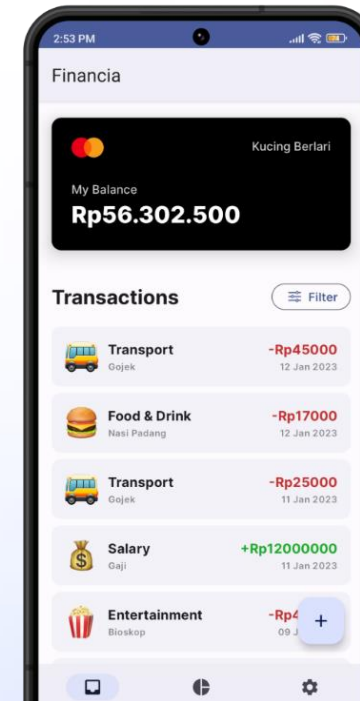 2:53 PM
Financia
Kucing Berlari
My Balance
Rp56.302.500
Transactions
Filter
Transport
-Rp45000
Gojek
12 Jan 2023
Food & Drink
-Rp17000
Nasi Padang
12 Jan 2023
Transport
-Rp25000
Gojek
11 Jan 2023
Salary
+Rp12000000
Gaji
11 Jan 2023
Entertainment
Bioskop
09
+